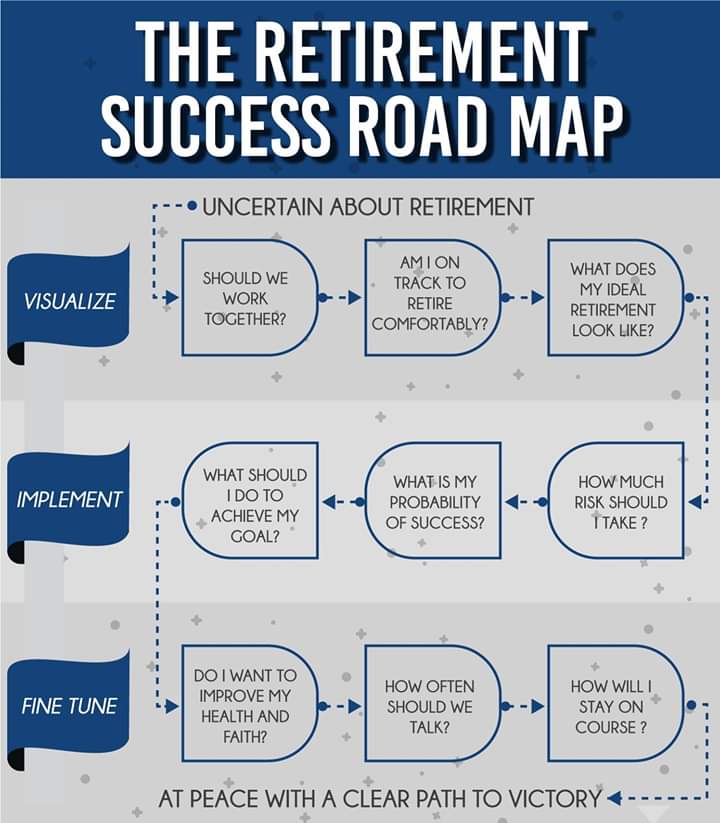 THE RETIREMENT
SUCCESS ROAD MAP
UNCERTAIN ABOUT RETIREMENT
VISUALIZE
SHOULD WE
WORK
TOGETHER?
AM I ON
TRACK TO
RETIRE
COMFORTABLY?
WHAT DOES
MY IDEAL
RETIREMENT
LOOK LIKE?
IMPLEMENT
HOW MUCH
RISK SHOULD
I TAKE ?
WHAT IS MY
PROBABILITY
OF SUCCESS?
WHAT SHOULD
I DO TO
ACHIEVE MY
GOAL?
FINE TUNE
DO I WANT TO
IMPROVE MY
HEALTH AND
FAITH?
HOW OFTEN
SHOULD WE
TALK?
HOW WILL I
STAY ON
COURSE ?
AT PEACE WITH A CLEAR PATH TO VICTORY